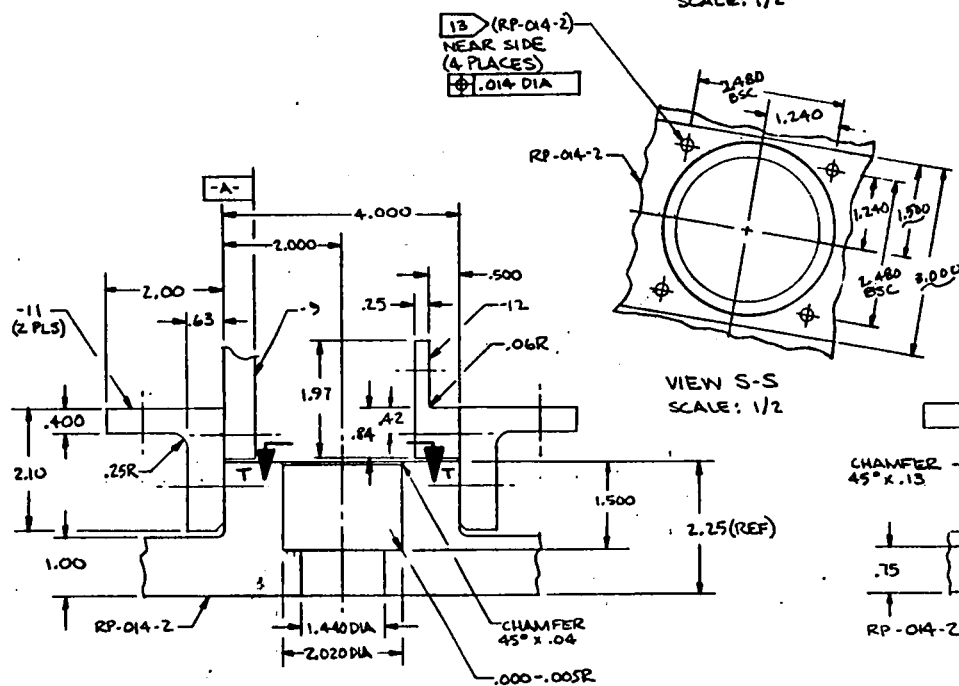 SCALE: 1/2
13 (RP-014-2)
NEAR SIDE
(4 PLACES)
⌖ .014 DIA
2.480
BSC
1.240
RP-014-2
1.240
1.500
2.480
BSC
3.000
VIEW S-S
SCALE: 1/2
-A-
4.000
2.000
.500
2.00
.25
-12
-11
(2 PLS)
.63
-9
.06R
1.97
.400
.42
.84
2.10
.25R
T
T
1.500
2.25(REF)
1.00
RP-014-2
1.440DIA
2.020DIA
CHAMFER
45° x .04
.000-.005R
CHAMFER
45° x .13
.75
RP-014-2